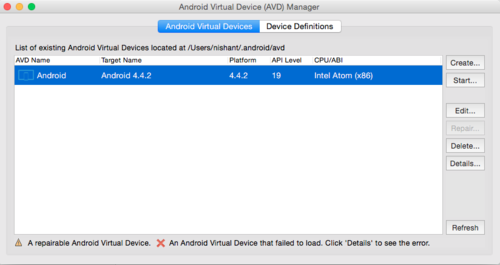 Android Virtual Device (AVD) Manager
Android Virtual Devices Device Definitions
List of existing Android Virtual Devices located at /Users/nishant/.android/avd
AVD Name Target Name Platform API Level CPU/ABI
Android Android 4.4.2 4.4.2 19 Intel Atom (x86)
Create...
Start...
Edit...
Repair...
Delete...
Details...
Refresh
A repairable Android Virtual Device. An Android Virtual Device that failed to load. Click 'Details' to see the error.